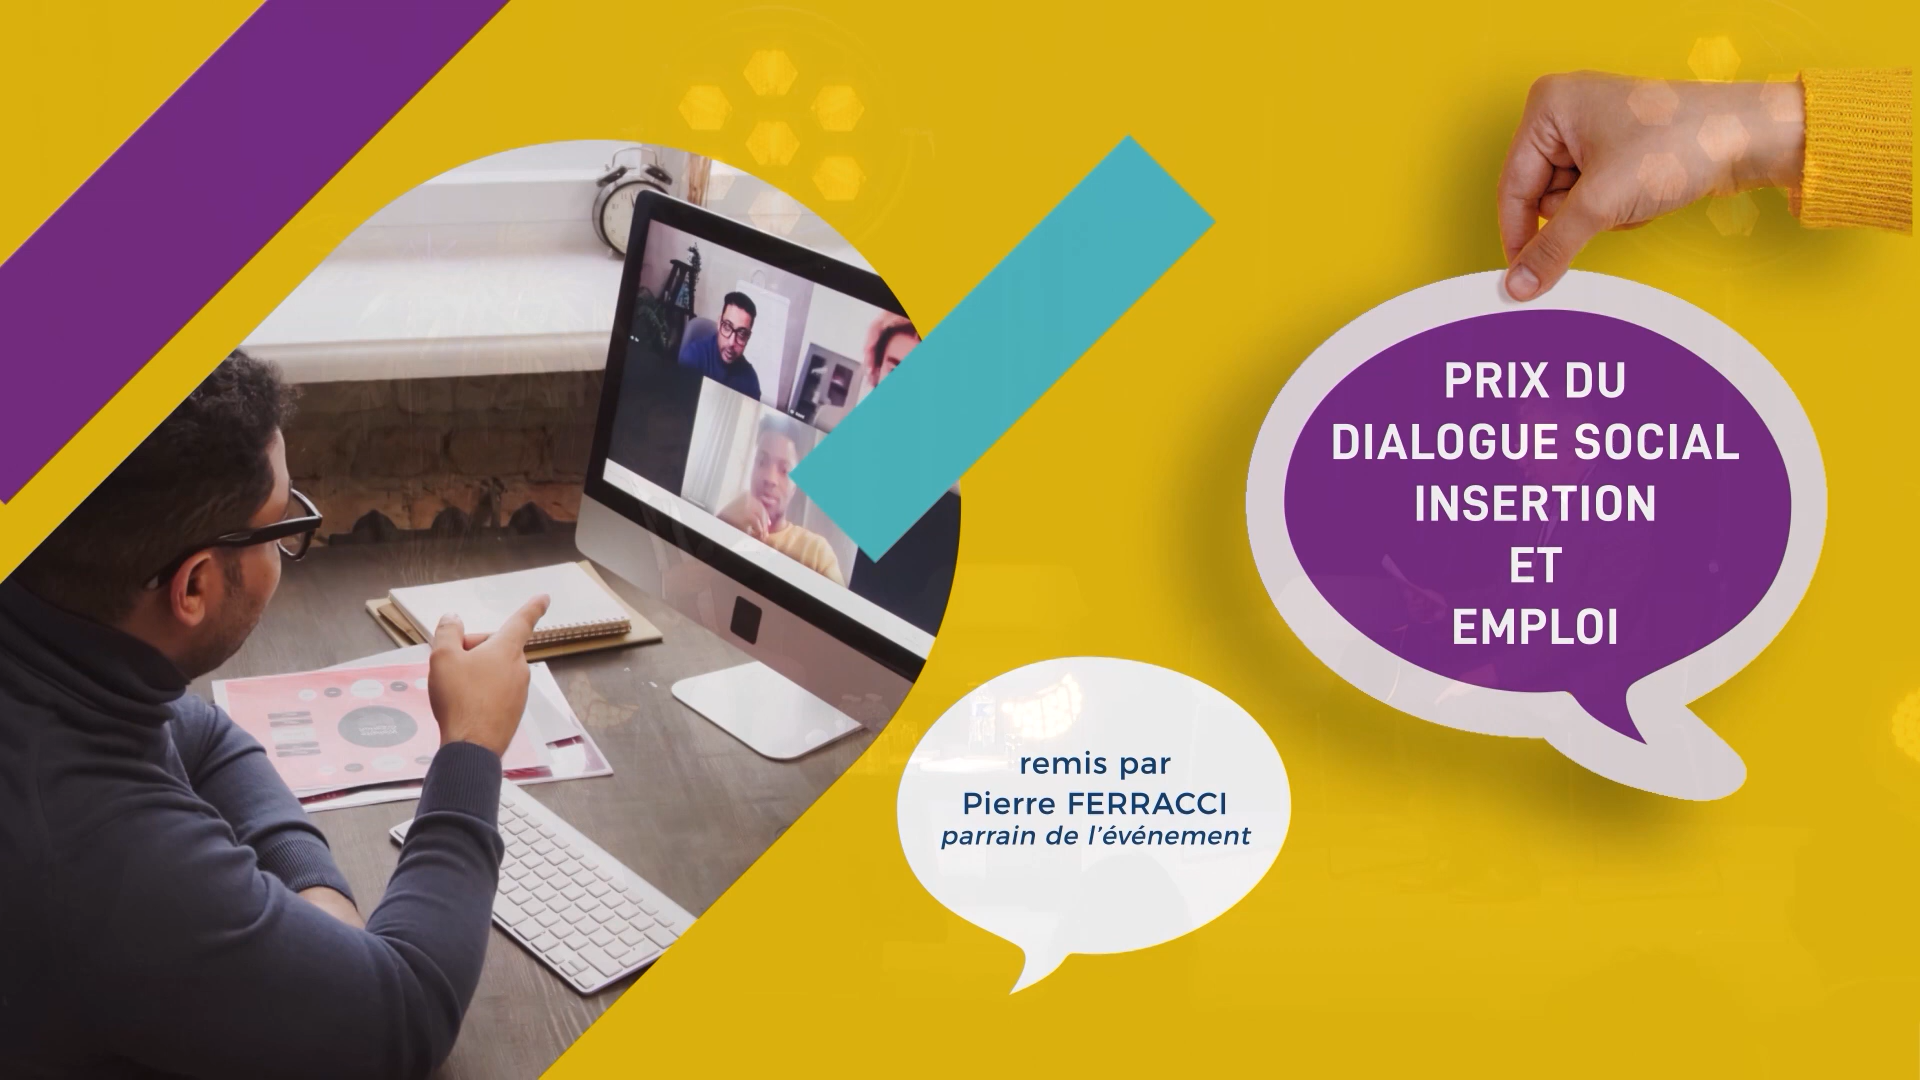 PRIX DU
DIALOGUE SOCIAL
INSERTION
ET
EMPLOI
remis par
Pierre FERRACCI
parrain de l'événement